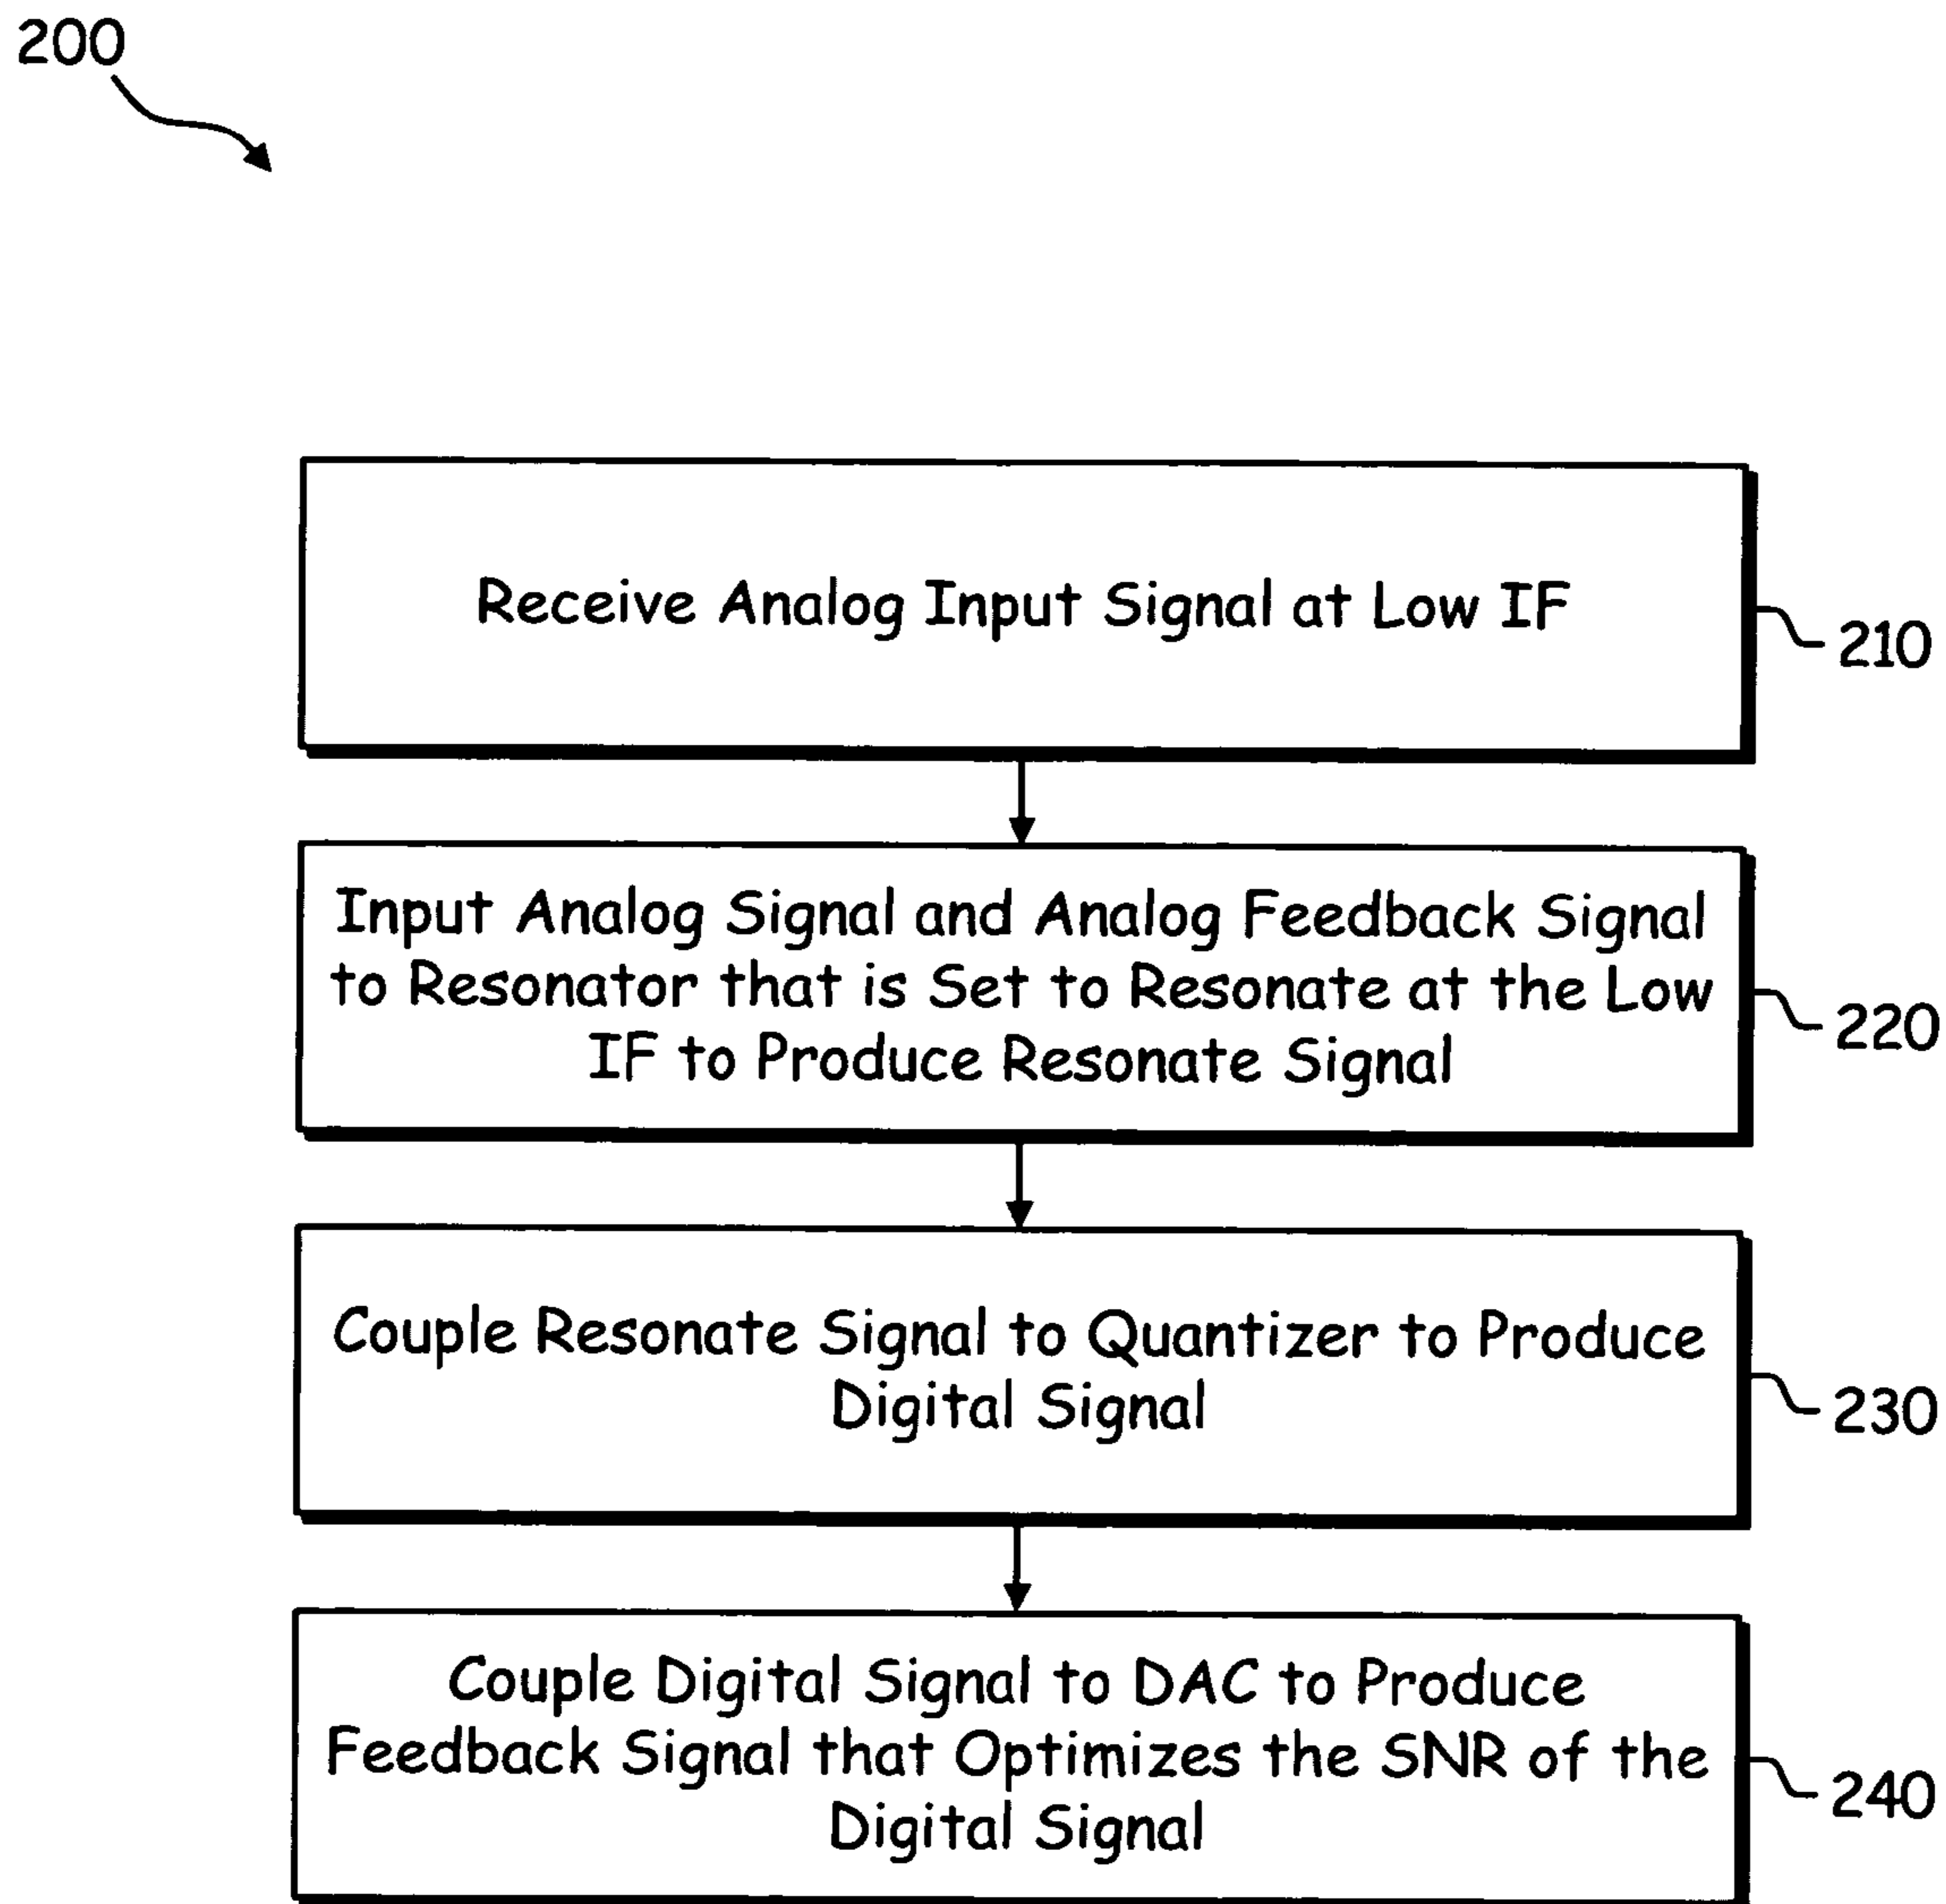 200
Receive Analog Input Signal at Low IF
210
Input Analog Signal and Analog Feedback Signal
to Resonator that is Set to Resonate at the Low
IF to Produce Resonate Signal
220
Couple Resonate Signal to Quantizer to Produce
Digital Signal
230
Couple Digital Signal to DAC to Produce
Feedback Signal that Optimizes the SNR of the
Digital Signal
240